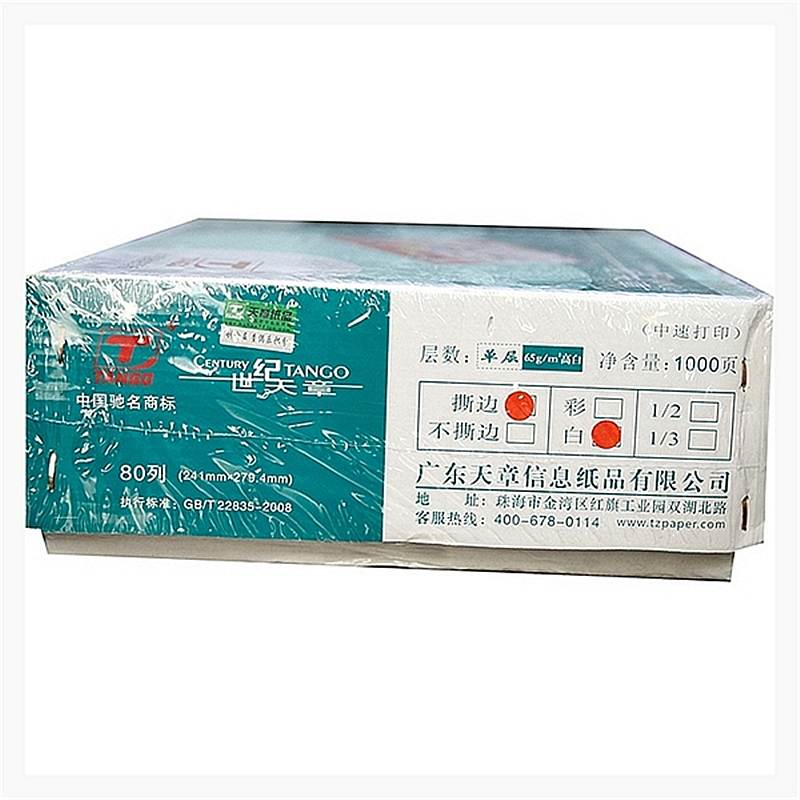 天章纸品
CENTURY 世纪天章 TANGO
TANGO
中国驰名商标
80列 (241mm×279.4mm)
执行标准：GB/T22835-2008
（中速打印）
层数：单层 65g/m²高白 净含量：1000页
撕边 彩 1/2
不撕边 白 1/3
广东天章信息纸品有限公司
地 址：珠海市金湾区红旗工业园双湖北路
客服热线：400-678-0114 www.tzpaper.com